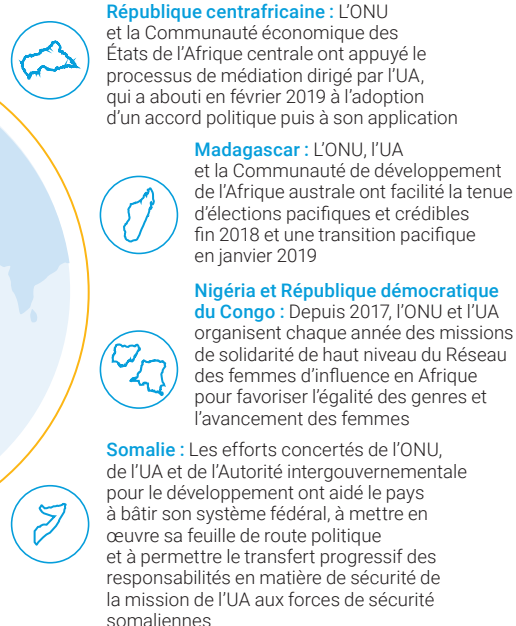 République centrafricaine : L’ONU
et la Communauté économique des
États de l’Afrique centrale ont appuyé le
processus de médiation dirigé par l’UA,
qui a abouti en février 2019 à l’adoption
d’un accord politique puis à son application
Madagascar : L’ONU, l’UA
et la Communauté de développement
de l’Afrique australe ont facilité la tenue
d’élections pacifiques et crédibles
fin 2018 et une transition pacifique
en janvier 2019
Nigéria et République démocratique
du Congo : Depuis 2017, l’ONU et l’UA
organisent chaque année des missions
de solidarité de haut niveau du Réseau
des femmes d’influence en Afrique
pour favoriser l’égalité des genres et
l’avancement des femmes
Somalie : Les efforts concertés de l’ONU,
de l’UA et de l’Autorité intergouvernementale
pour le développement ont aidé le pays
à bâtir son système fédéral, à mettre en
œuvre sa feuille de route politique
et à permettre le transfert progressif des
responsabilités en matière de sécurité de
la mission de l’UA aux forces de sécurité
somaliennes